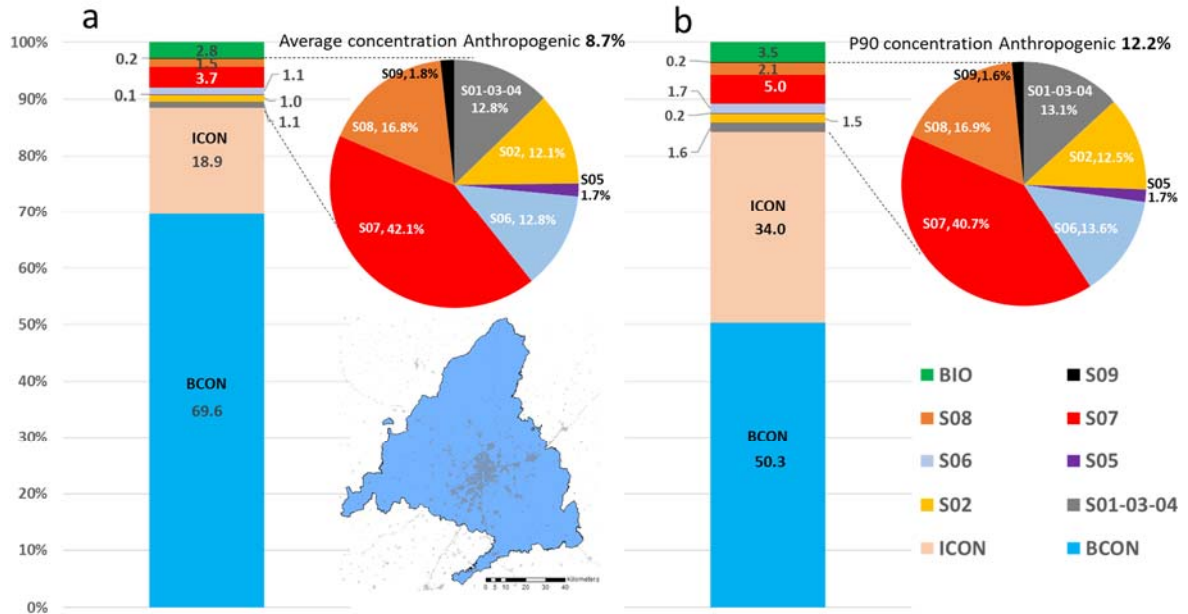 a
b
Average concentration Anthropogenic 8.7%
P90 concentration Anthropogenic 12.2%
100%
90%
80%
70%
60%
50%
40%
30%
20%
10%
0%
2.8
0.2
1.5
3.7
1.1
0.1
1.0
1.1
ICON
18.9
BCON
69.6
S09, 1.8%
S01-03-04
12.8%
S08, 16.8%
S02, 12.1%
S05
1.7%
S07, 42.1%
S06, 12.8%
Kilometers
0 5 10 20 30 40
3.5
0.2
2.1
5.0
1.7
0.2
1.5
1.6
ICON
34.0
BCON
50.3
S09, 1.6%
S01-03-04
13.1%
S08, 16.9%
S02, 12.5%
S05
1.7%
S07, 40.7%
S06, 13.6%
BIO
S09
S08
S07
S06
S05
S02
S01-03-04
ICON
BCON